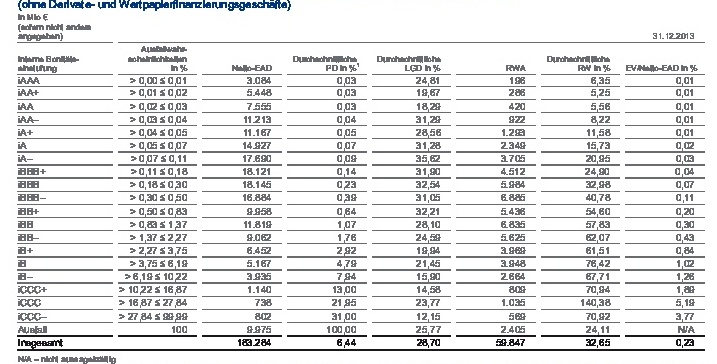 (ohne Derivate- und Wertpapierfinanzierungsgeschäfte)
in Mio €
(sofern nicht anders
angegeben) 31.12.2013
Interne Bonitäts-
einstufung Ausfallwahr-
scheinlichkeiten
in % Netto-EAD Durchschnittliche
PD in %¹ Durchschnittliche
LGD in % RWA Durchschnittliche
RW in % EV/Netto-EAD in %
iAAA > 0,00 ≤ 0,01 3.084 0,03 24,81 196 6,35 0,01
iAA+ > 0,01 ≤ 0,02 5.448 0,03 19,67 286 5,25 0,01
iAA > 0,02 ≤ 0,03 7.555 0,03 18,29 420 5,56 0,01
iAA– > 0,03 ≤ 0,04 11.213 0,04 31,29 922 8,22 0,01
iA+ > 0,04 ≤ 0,05 11.167 0,05 28,56 1.293 11,58 0,01
iA > 0,05 ≤ 0,07 14.927 0,07 31,28 2.349 15,73 0,02
iA– > 0,07 ≤ 0,11 17.690 0,09 35,62 3.705 20,95 0,03
iBBB+ > 0,11 ≤ 0,18 18.121 0,14 31,90 4.512 24,90 0,04
iBBB > 0,18 ≤ 0,30 18.145 0,23 32,54 5.984 32,98 0,07
iBBB– > 0,30 ≤ 0,50 16.884 0,39 31,05 6.885 40,78 0,11
iBB+ > 0,50 ≤ 0,83 9.958 0,64 32,21 5.436 54,60 0,20
iBB > 0,83 ≤ 1,37 11.819 1,07 28,10 6.835 57,83 0,30
iBB– > 1,37 ≤ 2,27 9.062 1,76 24,59 5.625 62,07 0,43
iB+ > 2,27 ≤ 3,75 6.452 2,92 19,94 3.969 61,51 0,84
iB > 3,75 ≤ 6,19 5.167 4,79 21,45 3.948 76,42 1,02
iB– > 6,19 ≤ 10,22 3.935 7,94 15,90 2.664 67,71 1,26
iCCC+ > 10,22 ≤ 16,87 1.140 13,00 14,58 809 70,94 1,89
iCCC > 16,87 ≤ 27,84 738 21,95 23,77 1.035 140,38 5,19
iCCC– > 27,84 ≤ 99,99 802 31,00 12,15 569 70,92 3,77
Ausfall 100 9.975 100,00 25,77 2.405 24,11 N/A
Insgesamt 183.284 6,44 28,70 59.847 32,65 0,23
N/A – nicht aussagekräftig